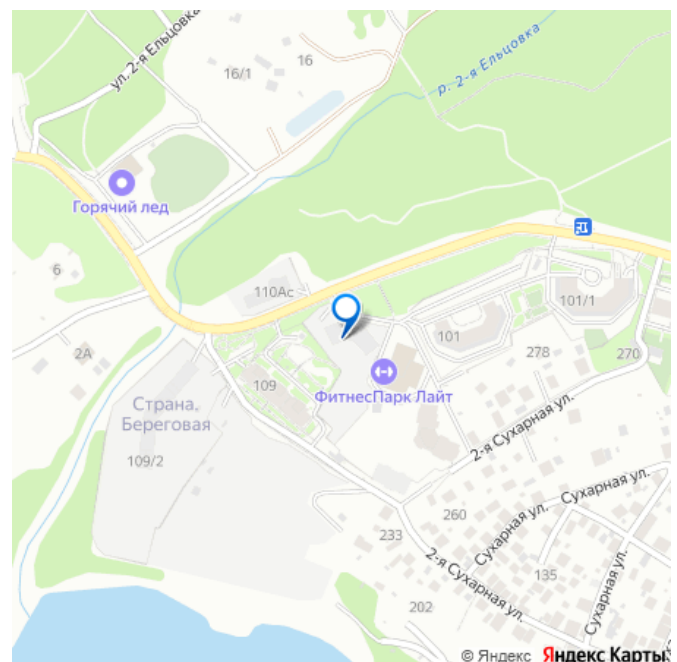 ул. 2-я Ельцовка
16/1
16
р. 2-я Ельцовка
Горячий лед
6
110Ас
101/1
101
278
270
2А
109
ФитнесПарк Лайт
Страна.
Береговая
2-я Сухарная ул.
109/2
Сухарная ул.
260
233
2-я Сухарная ул.
Сухарная ул.
135
Сухарная ул.
202
© Яндекс Яндекс Карты